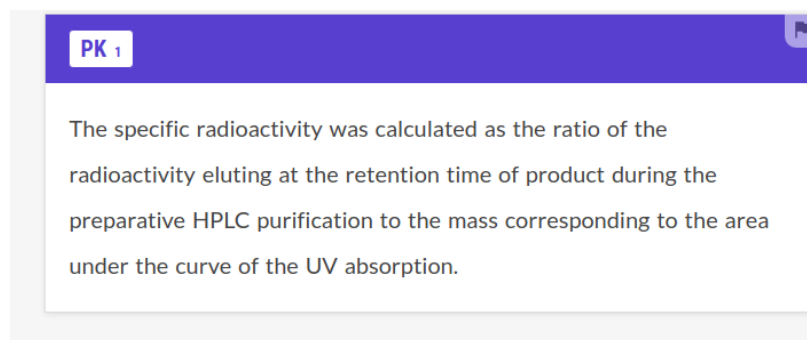 PK 1
The specific radioactivity was calculated as the ratio of the
radioactivity eluting at the retention time of product during the
preparative HPLC purification to the mass corresponding to the area
under the curve of the UV absorption.